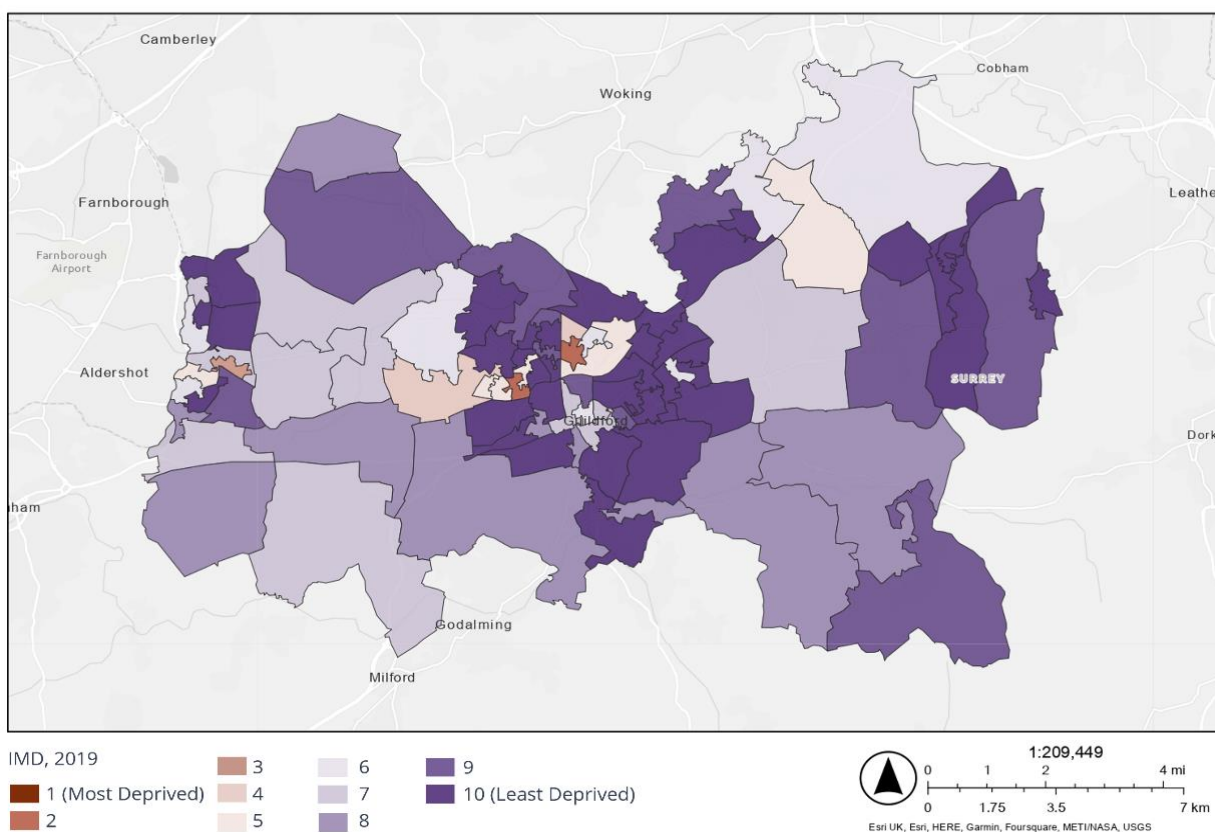 Camberley
Cobham
Woking
Farnborough
Leathe
Farnborough
Airport
Aldershot
SURREY
Guildford
Dork
ham
Godalming
Milford
IMD, 2019
1 (Most Deprived)
2
3
4
5
6
7
8
9
10 (Least Deprived)
1:209,449
0 1 2 4 mi
0 1.75 3.5 7 km
Esri UK, Esri, HERE, Garmin, Foursquare, METI/NASA, USGS